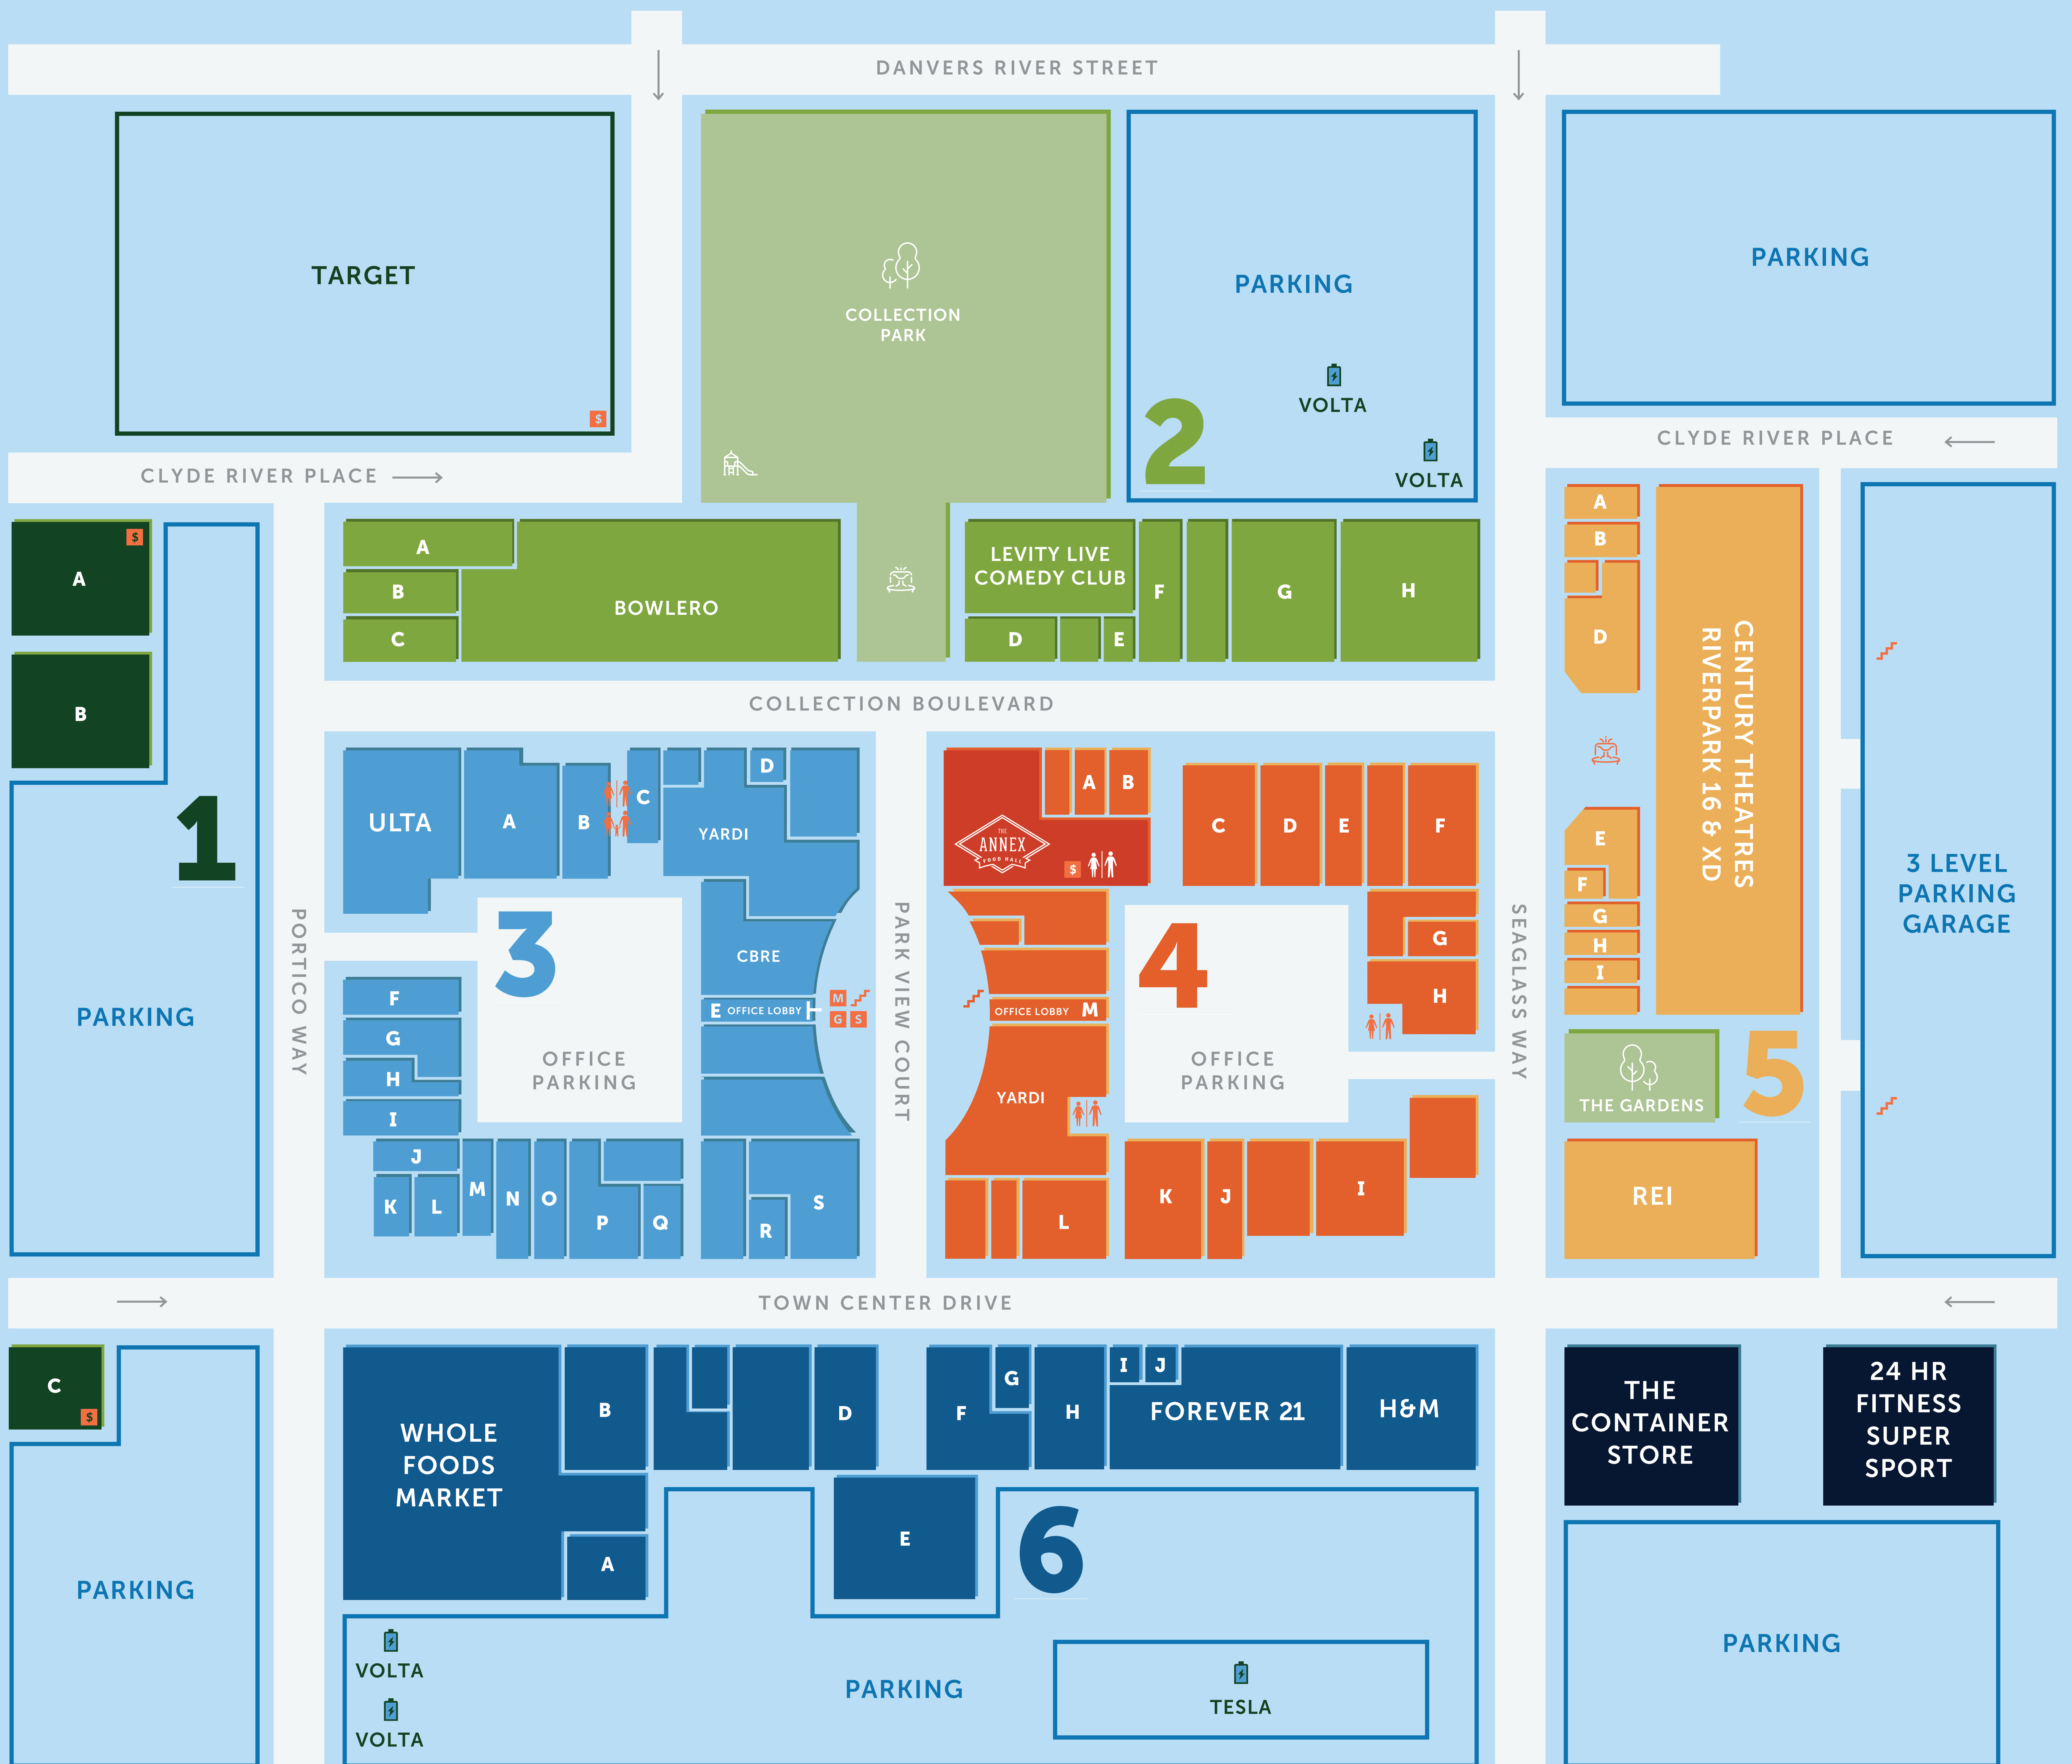 DANVERS RIVER STREET
TARGET
$
COLLECTION
PARK
PARKING
VOLTA
VOLTA
2
PARKING
CLYDE RIVER PLACE
CLYDE RIVER PLACE
A
$
B
1
PARKING
A
B
C
BOWLERO
LEVITY LIVE
COMEDY CLUB
D
E
F
G
H
A
B
D
E
F
G
H
I
CENTURY THEATRES
RIVERPARK 16 & XD
3 LEVEL
PARKING
GARAGE
COLLECTION BOULEVARD
PORTICO WAY
PARK VIEW COURT
SEAGLASS WAY
ULTA
A
B
C
D
YARDI
CBRE
E OFFICE LOBBY
M
G S
3
OFFICE
PARKING
F
G
H
I
J
K
L
M
N
O
P
Q
R
S
THE
ANNEX
FOOD HALL
$
A
B
C
D
E
F
G
H
4
OFFICE
PARKING
OFFICE LOBBY M
YARDI
L
K
J
I
THE GARDENS
5
REI
TOWN CENTER DRIVE
C
$
PARKING
WHOLE
FOODS
MARKET
A
B
D
E
F
G
H
I
J
FOREVER 21
H&M
6
VOLTA
VOLTA
PARKING
TESLA
THE
CONTAINER
STORE
24 HR
FITNESS
SUPER
SPORT
PARKING